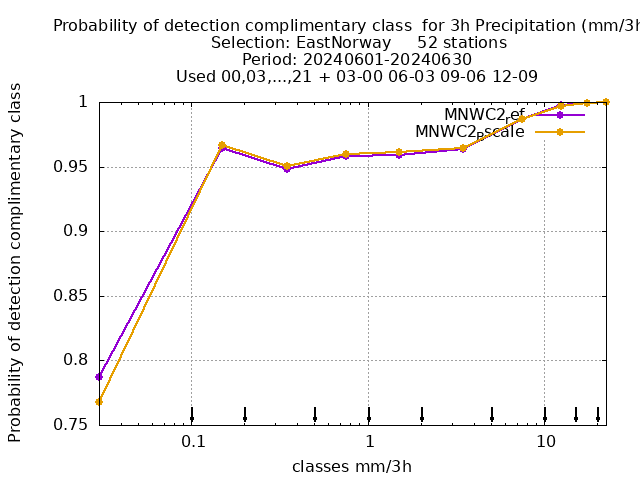 Probability of detection complimentary class  for 3h Precipitation (mm/3h
Selection: EastNorway     52 stations
Period: 20240601-20240630
Used 00,03,...,21 + 03-00 06-03 09-06 12-09
MNWC2ref
MNWC2pscale
1
0.95
0.9
0.85
0.8
0.75
0.1
1
10
classes mm/3h
Probability of detection complimentary class